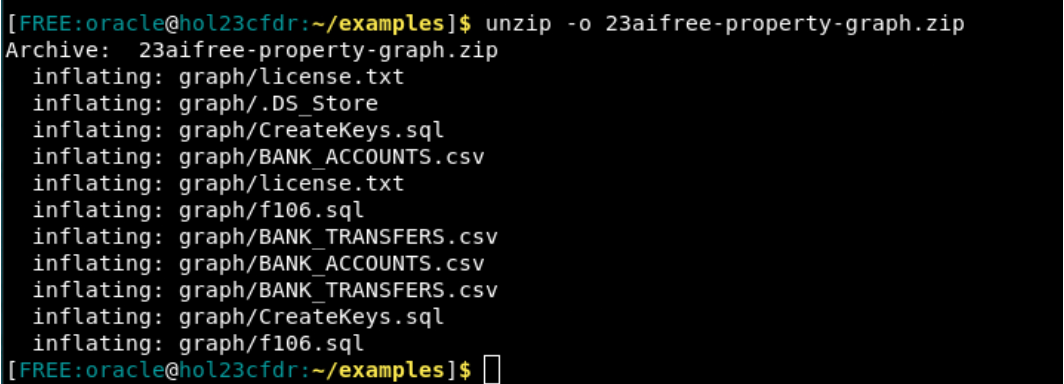 [FREE:oracle@hol23cfdr:~/examples]$ unzip -o 23aifree-property-graph.zip
Archive:  23aifree-property-graph.zip
  inflating: graph/license.txt
  inflating: graph/.DS_Store
  inflating: graph/CreateKeys.sql
  inflating: graph/BANK_ACCOUNTS.csv
  inflating: graph/license.txt
  inflating: graph/f106.sql
  inflating: graph/BANK_TRANSFERS.csv
  inflating: graph/BANK_ACCOUNTS.csv
  inflating: graph/BANK_TRANSFERS.csv
  inflating: graph/CreateKeys.sql
  inflating: graph/f106.sql
[FREE:oracle@hol23cfdr:~/examples]$